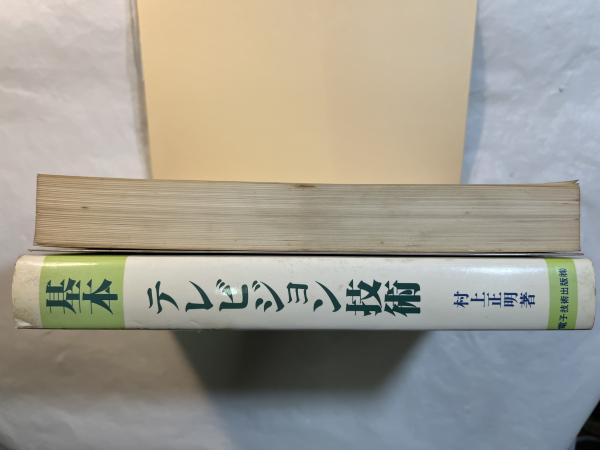 基本
テレビジョン技術
村上正明著
電子技術出版㈱